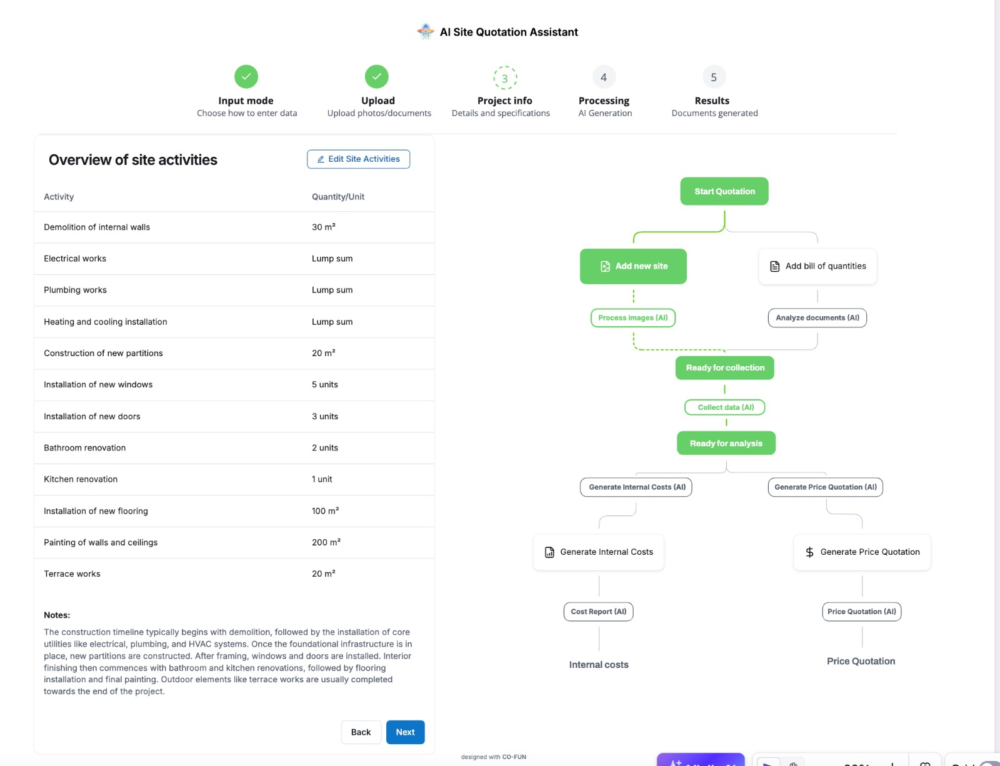 AI Site Quotation Assistant
3
4
5
Input mode
Upload
Project info
Processing
Results
Choose how to enter data
Upload photos/documents
Details and specifications
AI Generation
Documents generated
Overview of site activities
Edit Site Activities
Activity
Quantity/Unit
Demolition of internal walls
30 m²
Electrical works
Lump sum
Plumbing works
Lump sum
Heating and cooling installation
Lump sum
Construction of new partitions
20 m²
Installation of new windows
5 units
Installation of new doors
3 units
Bathroom renovation
2 units
Kitchen renovation
1 unit
Installation of new flooring
100 m²
Painting of walls and ceilings
200 m²
Terrace works
20 m²
Notes:
The construction timeline typically begins with demolition, followed by the installation of core
utilities like electrical, plumbing, and HVAC systems. Once the foundational infrastructure is in
place, new partitions are constructed. After framing, windows and doors are installed. Interior
finishing then commences with bathroom and kitchen renovations, followed by flooring
installation and final painting. Outdoor elements like terrace works are usually completed
towards the end of the project.
Back
Next
Start Quotation
Add new site
Add bill of quantities
Process images (AI)
Analyze documents (AI)
Ready for collection
Collect data (AI)
Ready for analysis
Generate Internal Costs (AI)
Generate Price Quotation (AI)
Generate Internal Costs
$ Generate Price Quotation
Cost Report (AI)
Price Quotation (AI)
Internal costs
Price Quotation
designed with CO-FUN